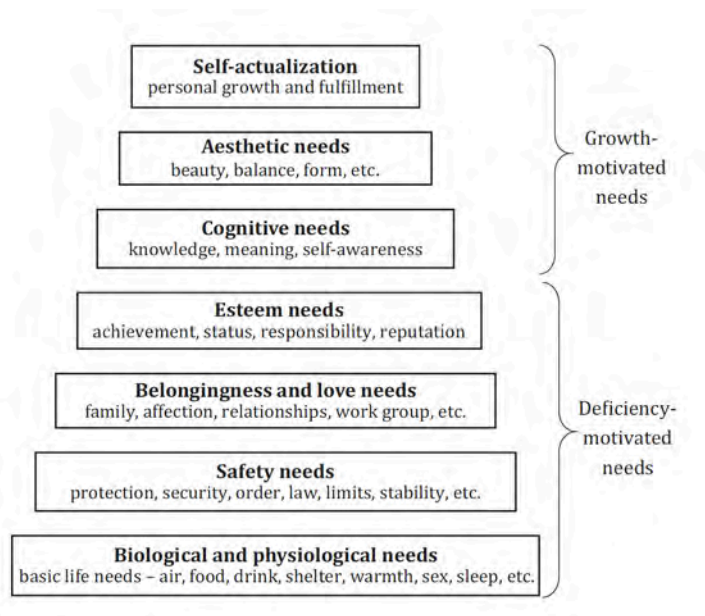 Self-actualization
personal growth and fulfillment
Aesthetic needs
beauty, balance, form, etc.
Cognitive needs
knowledge, meaning, self-awareness
Growth-
motivated
needs
Esteem needs
achievement, status, responsibility, reputation
Belongingness and love needs
family, affection, relationships, work group, etc.
Safety needs
protection, security, order, law, limits, stability, etc.
Biological and physiological needs
basic life needs – air, food, drink, shelter, warmth, sex, sleep, etc.
Deficiency-
motivated
needs